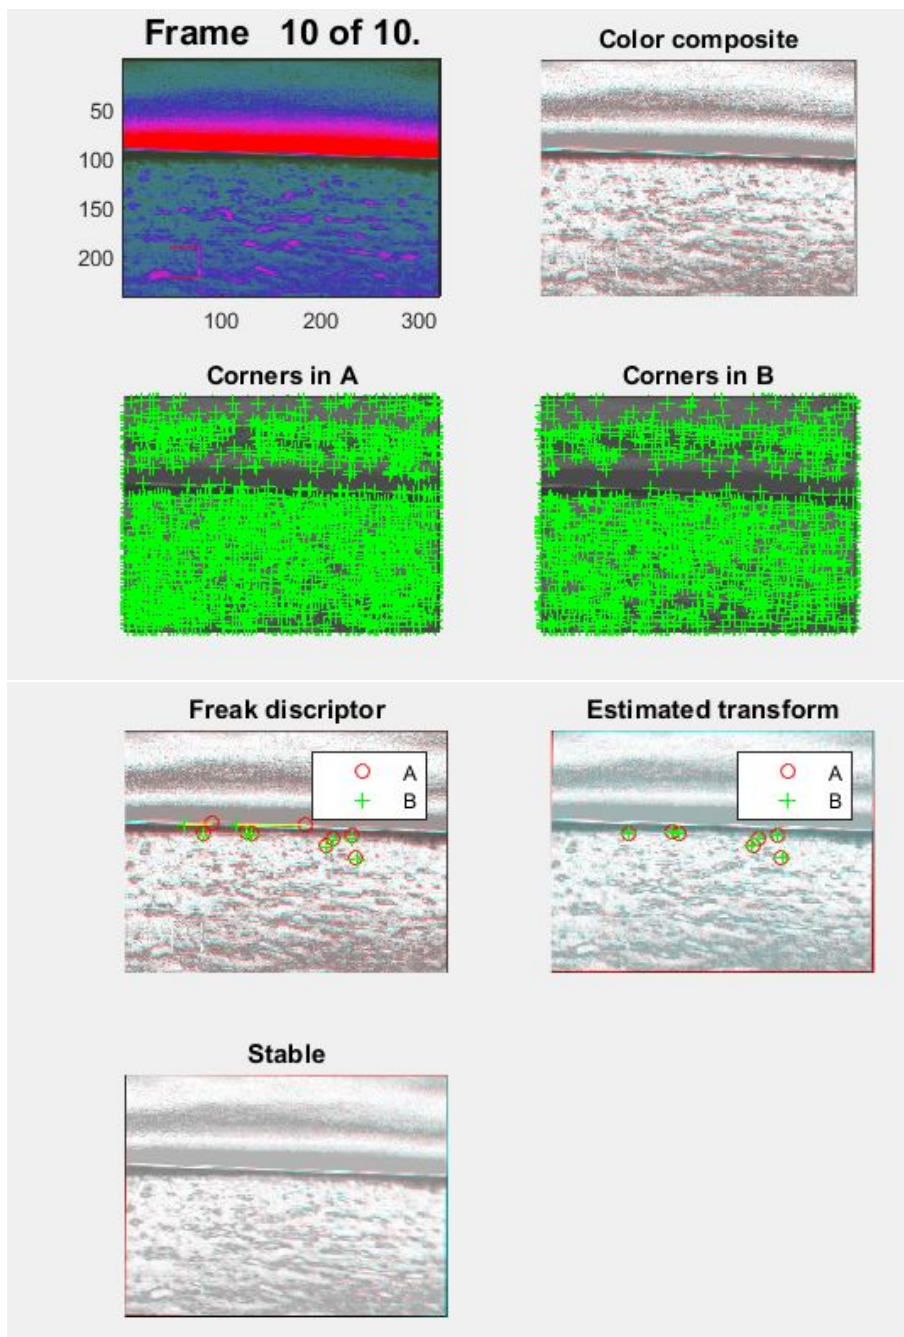 Frame 10 of 10.
Color composite
50
100
150
200
100 200 300
Corners in A
Corners in B
Freak discriptor
Estimated transform
A
B
A
B
Stable